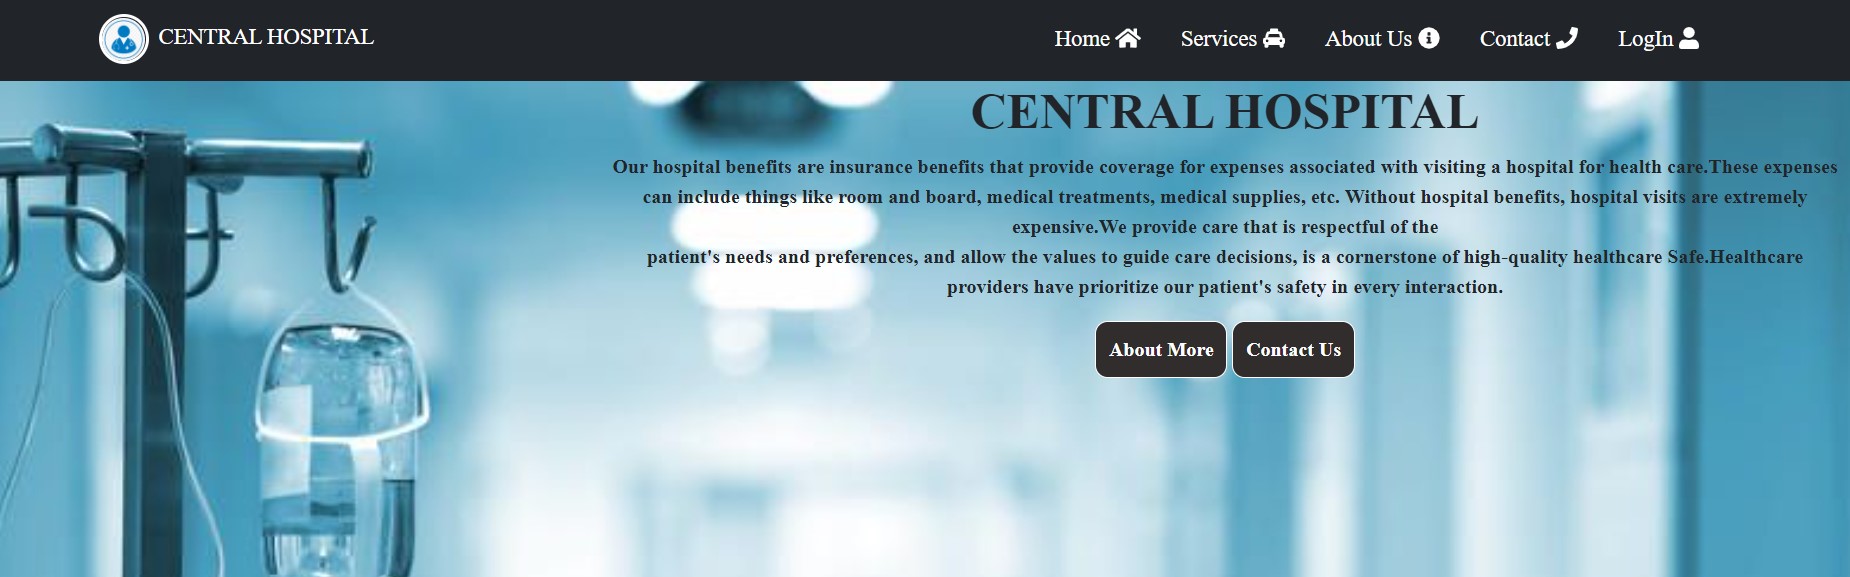 CENTRAL HOSPITAL
Home Services About Us Contact LogIn
CENTRAL HOSPITAL
Our hospital benefits are insurance benefits that provide coverage for expenses associated with visiting a hospital for health care.These expenses
can include things like room and board, medical treatments, medical supplies, etc. Without hospital benefits, hospital visits are extremely
expensive.We provide care that is respectful of the
patient's needs and preferences, and allow the values to guide care decisions, is a cornerstone of high-quality healthcare Safe.Healthcare
providers have prioritize our patient's safety in every interaction.
About More Contact Us